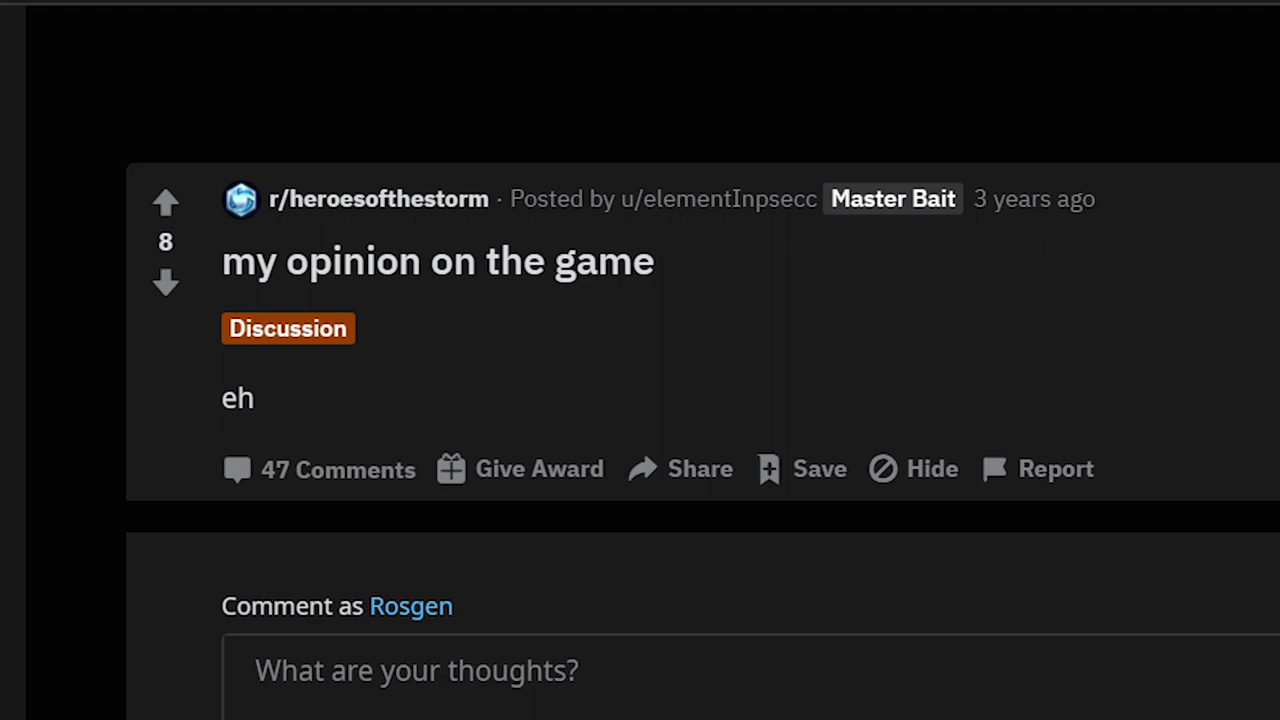 r/heroesofthestorm · Posted by u/elementInpsecc Master Bait 3 years ago
8
my opinion on the game
Discussion
eh
47 Comments Give Award Share Save Hide Report
Comment as Rosgen
What are your thoughts?